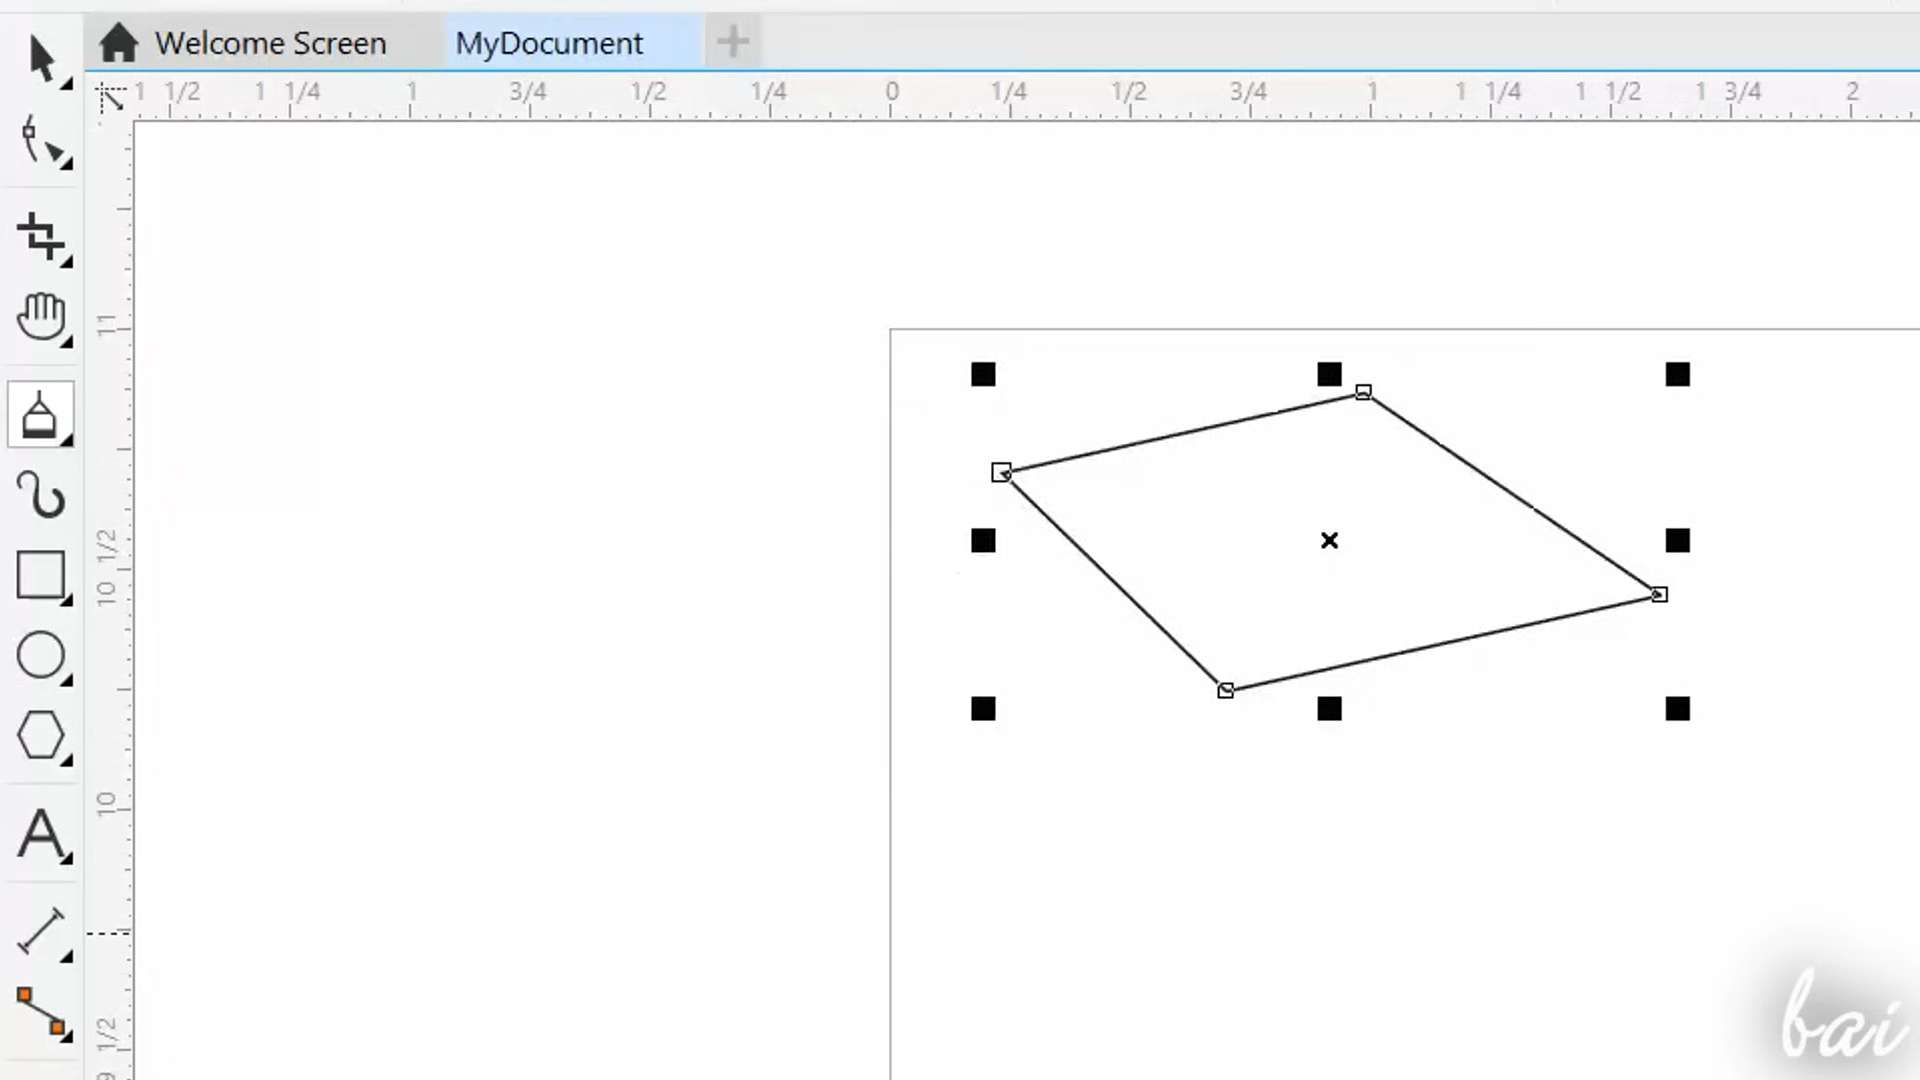 Welcome Screen MyDocument
1 1/2 1 1/4 1 3/4 1/2 1/4 0 1/4 1/2 3/4 1 1 1/4 1 1/2 1 3/4 2
11
10 1/2
10
9 1/2
A
bai